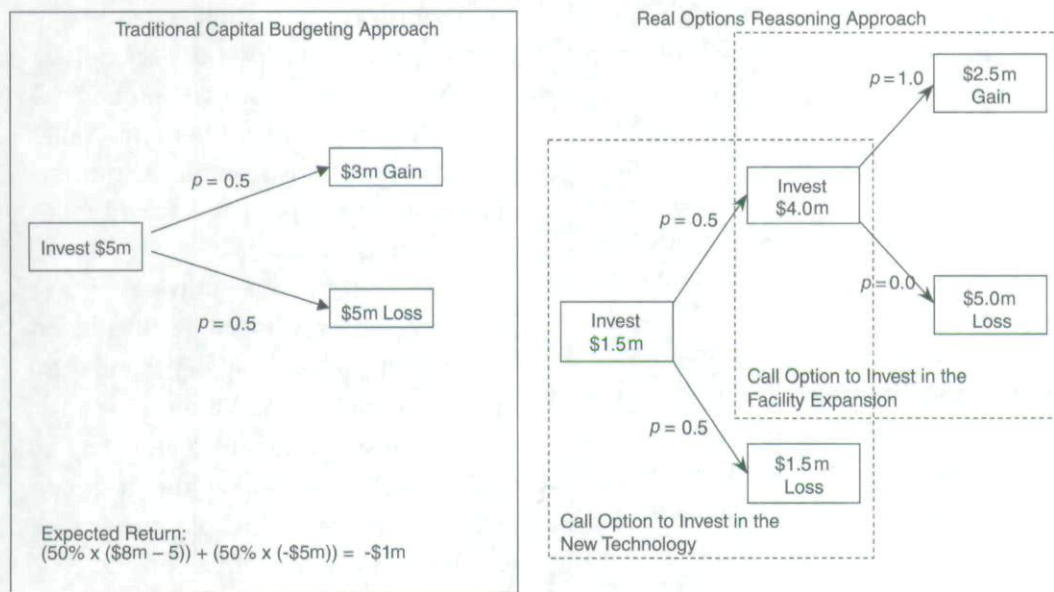 Traditional Capital Budgeting Approach
p = 0.5
$3m Gain
Invest $5m
p = 0.5
$5m Loss
Expected Return:
(50% x ($8m – 5)) + (50% x (-$5m)) = -$1m
Real Options Reasoning Approach
p = 1.0
$2.5m
Gain
Invest
$4.0m
p = 0.5
p = 0.0
$5.0m
Loss
Invest
$1.5m
Call Option to Invest in the
Facility Expansion
p = 0.5
$1.5m
Loss
Call Option to Invest in the
New Technology